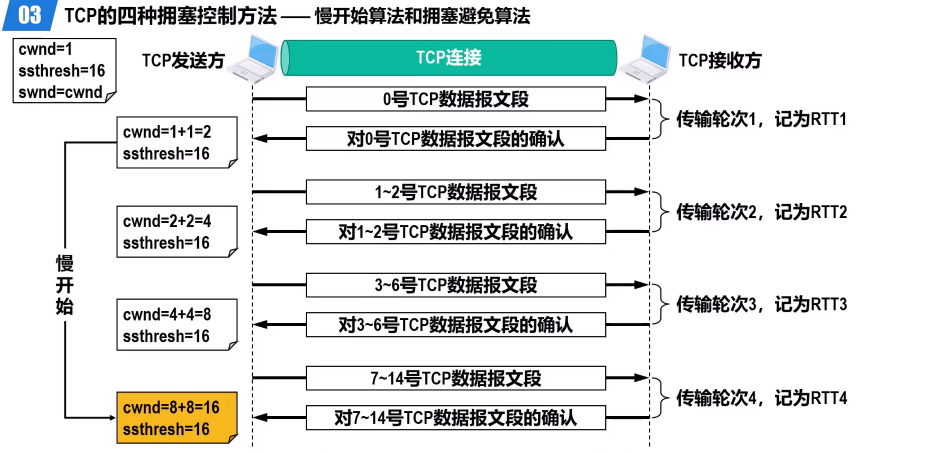 03 TCP的四种拥塞控制方法 —— 慢开始算法和拥塞避免算法
cwnd=1
ssthresh=16
swnd=cwnd
TCP发送方
TCP连接
TCP接收方
0号TCP数据报文段
传输轮次1，记为RTT1
cwnd=1+1=2
ssthresh=16
对0号TCP数据报文段的确认
1~2号TCP数据报文段
传输轮次2，记为RTT2
cwnd=2+2=4
ssthresh=16
对1~2号TCP数据报文段的确认
慢开始
3~6号TCP数据报文段
传输轮次3，记为RTT3
cwnd=4+4=8
ssthresh=16
对3~6号TCP数据报文段的确认
7~14号TCP数据报文段
传输轮次4，记为RTT4
cwnd=8+8=16
ssthresh=16
对7~14号TCP数据报文段的确认